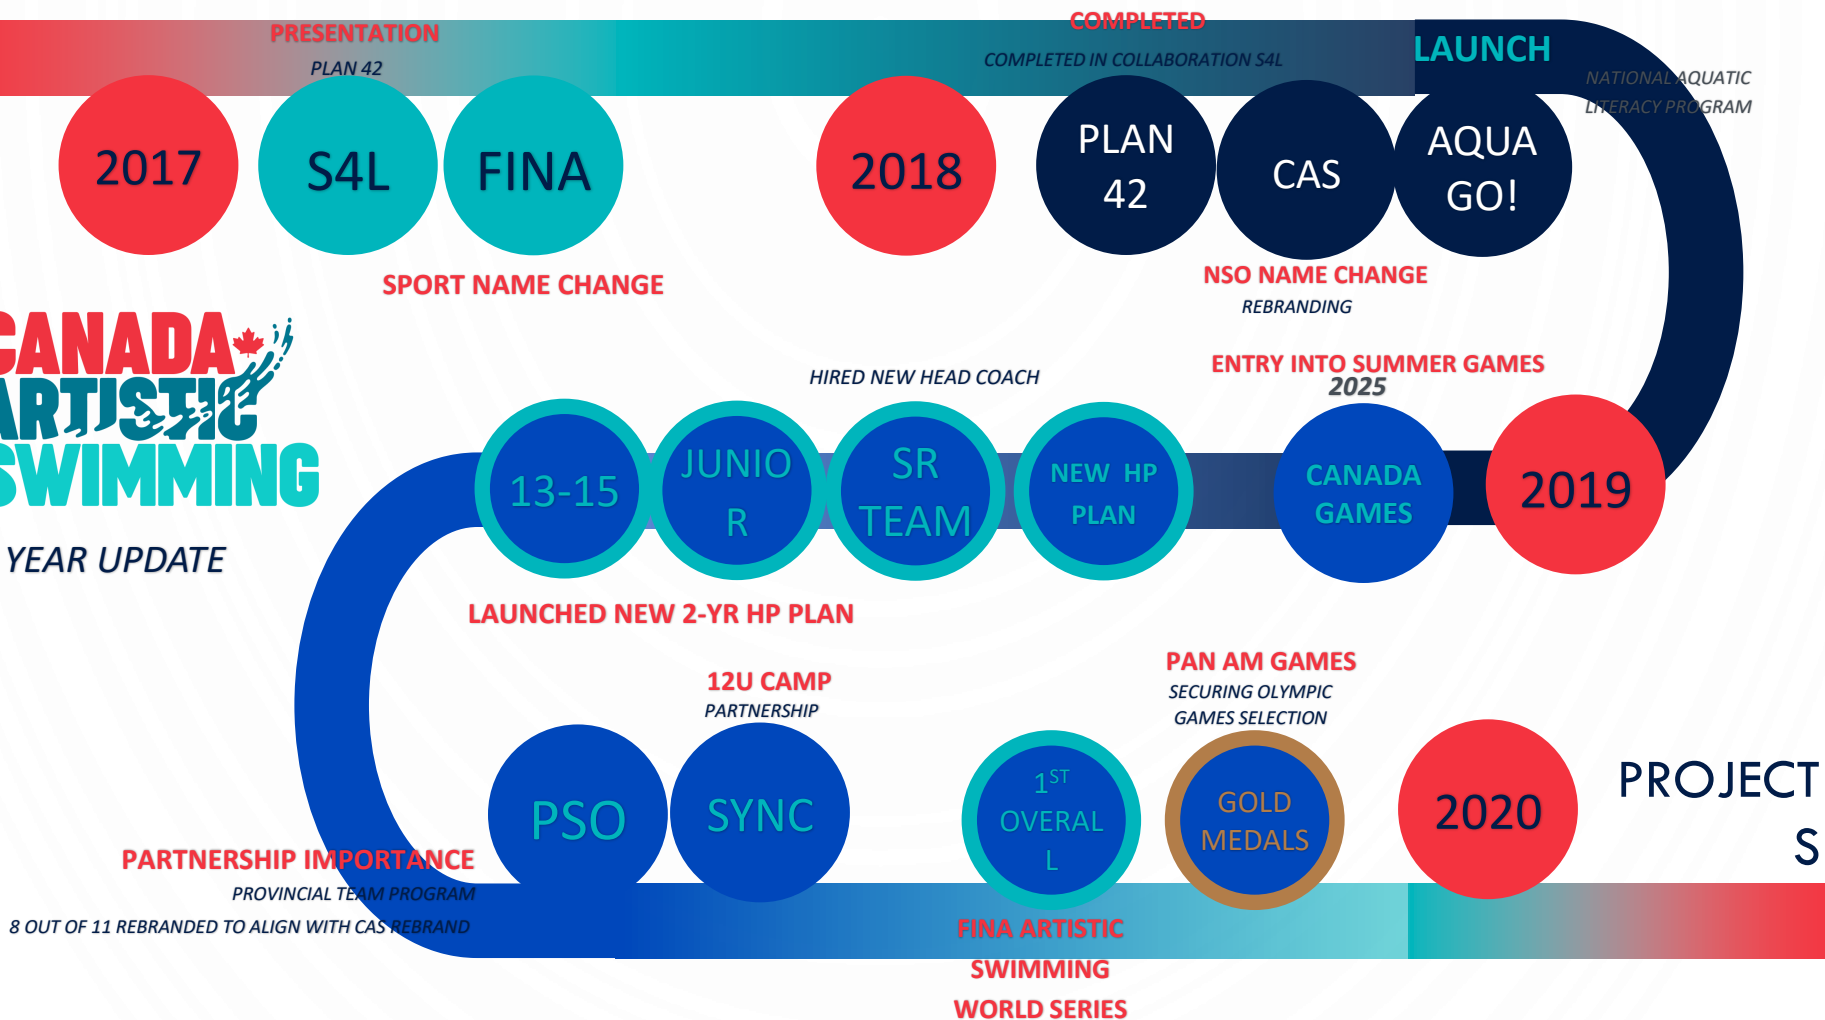 PRESENTATION
PLAN 42
2017
S4L
FINA
SPORT NAME CHANGE
COMPLETED
COMPLETED IN COLLABORATION S4L
2018
PLAN
42
CAS
NSO NAME CHANGE
REBRANDING
LAUNCH
NATIONAL AQUATIC
LITERACY PROGRAM
AQUA
GO!
CANADA
ARTISTIC
SWIMMING
YEAR UPDATE
ENTRY INTO SUMMER GAMES
2025
2019
CANADA
GAMES
NEW HP
PLAN
HIRED NEW HEAD COACH
SR
TEAM
JUNIO
R
13-15
LAUNCHED NEW 2-YR HP PLAN
PARTNERSHIP IMPORTANCE
PROVINCIAL TEAM PROGRAM
8 OUT OF 11 REBRANDED TO ALIGN WITH CAS REBRAND
PSO
12U CAMP
PARTNERSHIP
SYNC
1ST
OVERAL
L
FINA ARTISTIC
SWIMMING
WORLD SERIES
PAN AM GAMES
SECURING OLYMPIC
GAMES SELECTION
GOLD
MEDALS
2020
PROJECT
S